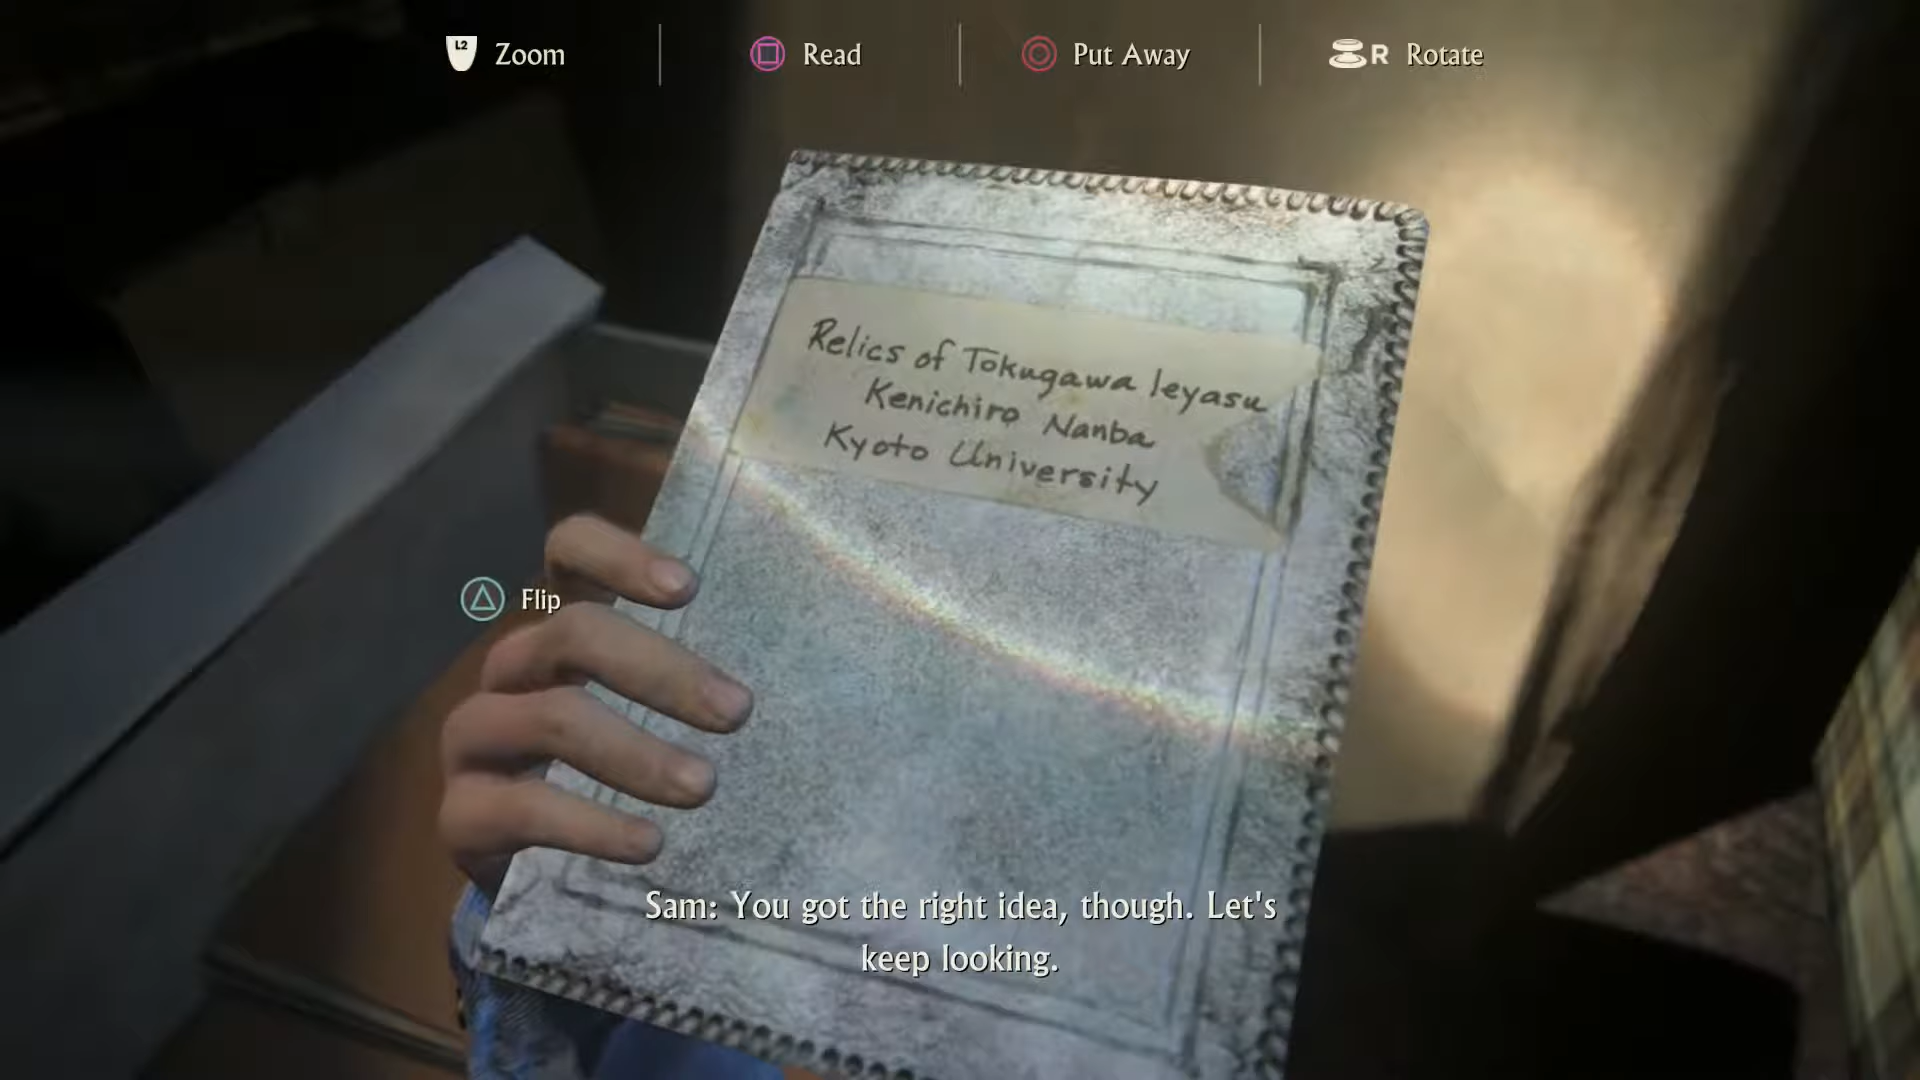 L2 Zoom
Read
Put Away
R Rotate
Relics of Tokugawa Ieyasu
Kenichiro Nanba
Kyoto University
Flip
Sam: You got the right idea, though. Let's
keep looking.